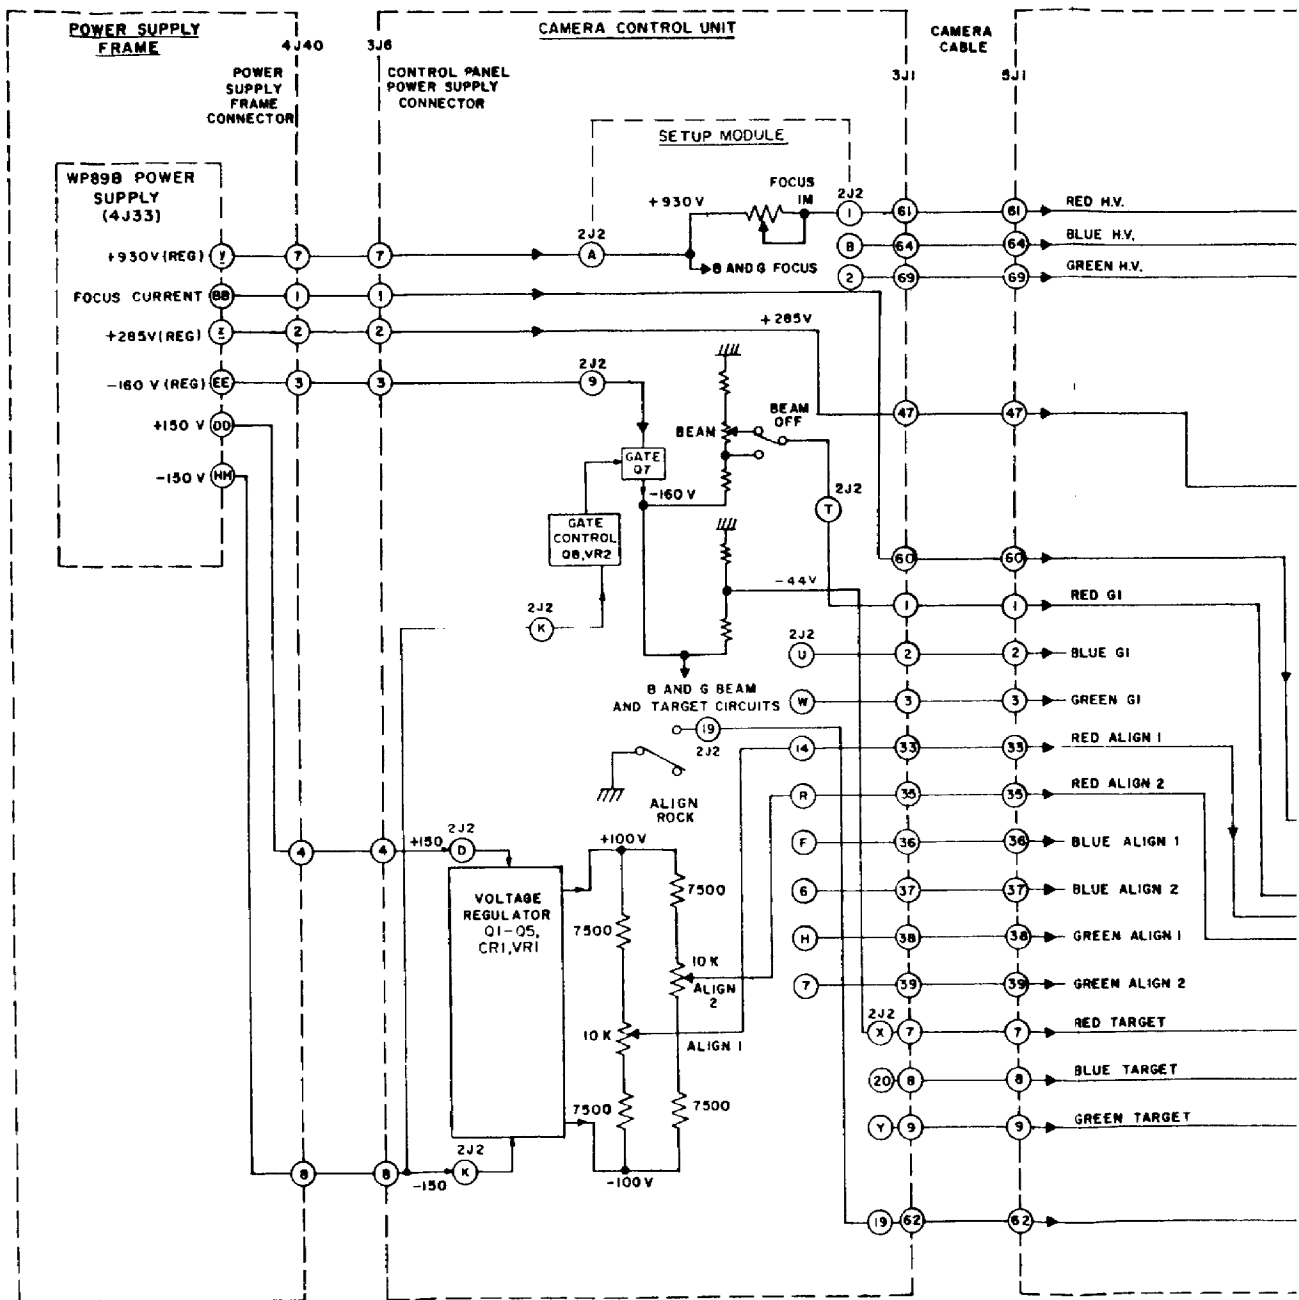 POWER SUPPLY
FRAME
4J40
3J6
CAMERA CONTROL UNIT
CAMERA
CABLE
3J1
5J1
POWER
SUPPLY
FRAME
CONNECTOR
CONTROL PANEL
POWER SUPPLY
CONNECTOR
SETUP MODULE
WP89B POWER
SUPPLY
(4J33)
+930V
FOCUS
1M
2J2
1
61
61
RED H.V.
B
64
64
BLUE H.V.
2
69
69
GREEN H.V.
+930V(REG)
y
7
7
2J2
A
B AND G FOCUS
FOCUS CURRENT
BB
1
1
+285V(REG)
z
2
2
+285V
-160 V (REG)
EE
3
3
2J2
9
47
47
+150 V
DD
-150 V
HH
BEAM
BEAM
OFF
GATE
Q7
-160 V
2J2
T
GATE
CONTROL
Q8,VR2
60
60
-44V
2J2
K
1
1
RED G1
2J2
U
2
2
BLUE G1
B AND G BEAM
AND TARGET CIRCUITS
W
3
3
GREEN G1
19
2J2
14
33
33
RED ALIGN 1
ALIGN
ROCK
R
35
35
RED ALIGN 2
4
4
+150
2J2
D
+100V
F
36
36
BLUE ALIGN 1
VOLTAGE
REGULATOR
Q1-Q5,
CR1,VR1
7500
7500
6
37
37
BLUE ALIGN 2
H
38
38
GREEN ALIGN 1
10K
ALIGN
2
7
39
39
GREEN ALIGN 2
10K
ALIGN 1
2J2
X
7
7
RED TARGET
20
8
8
BLUE TARGET
7500
7500
Y
9
9
GREEN TARGET
8
8
-150
2J2
K
-100V
19
62
62